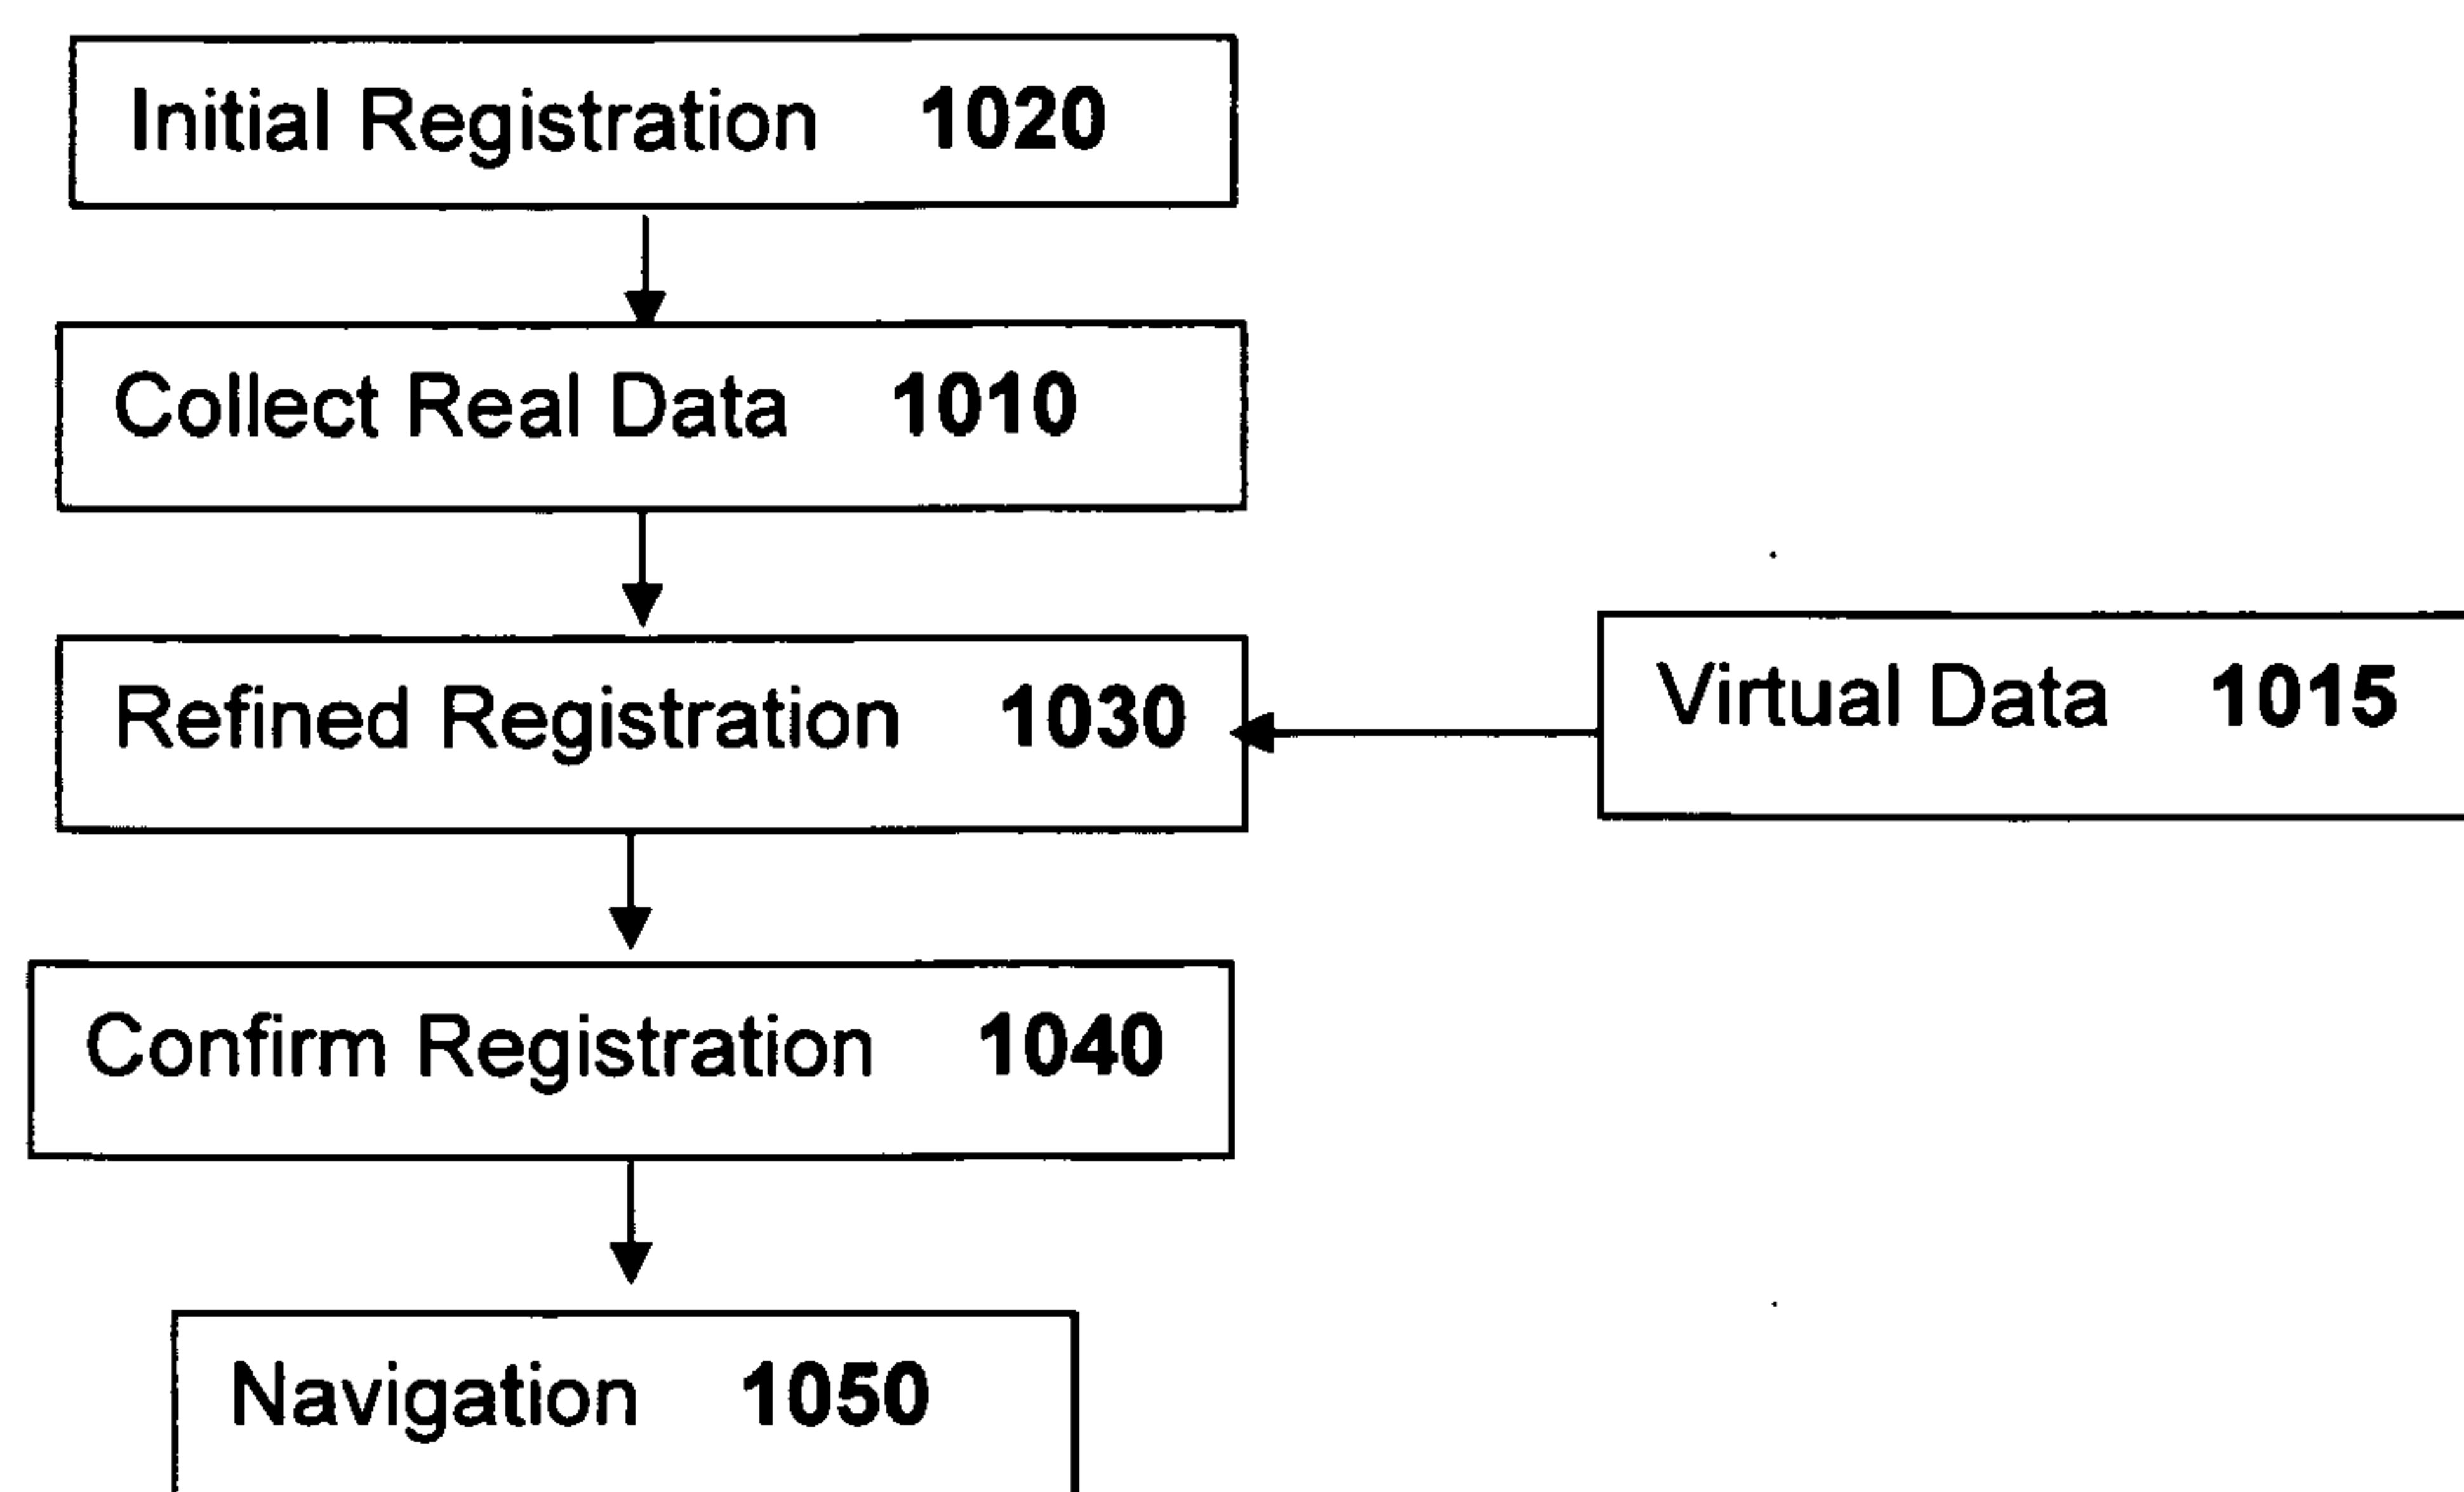 Initial Registration 1020
Collect Real Data 1010
Refined Registration 1030
Virtual Data 1015
Confirm Registration 1040
Navigation 1050